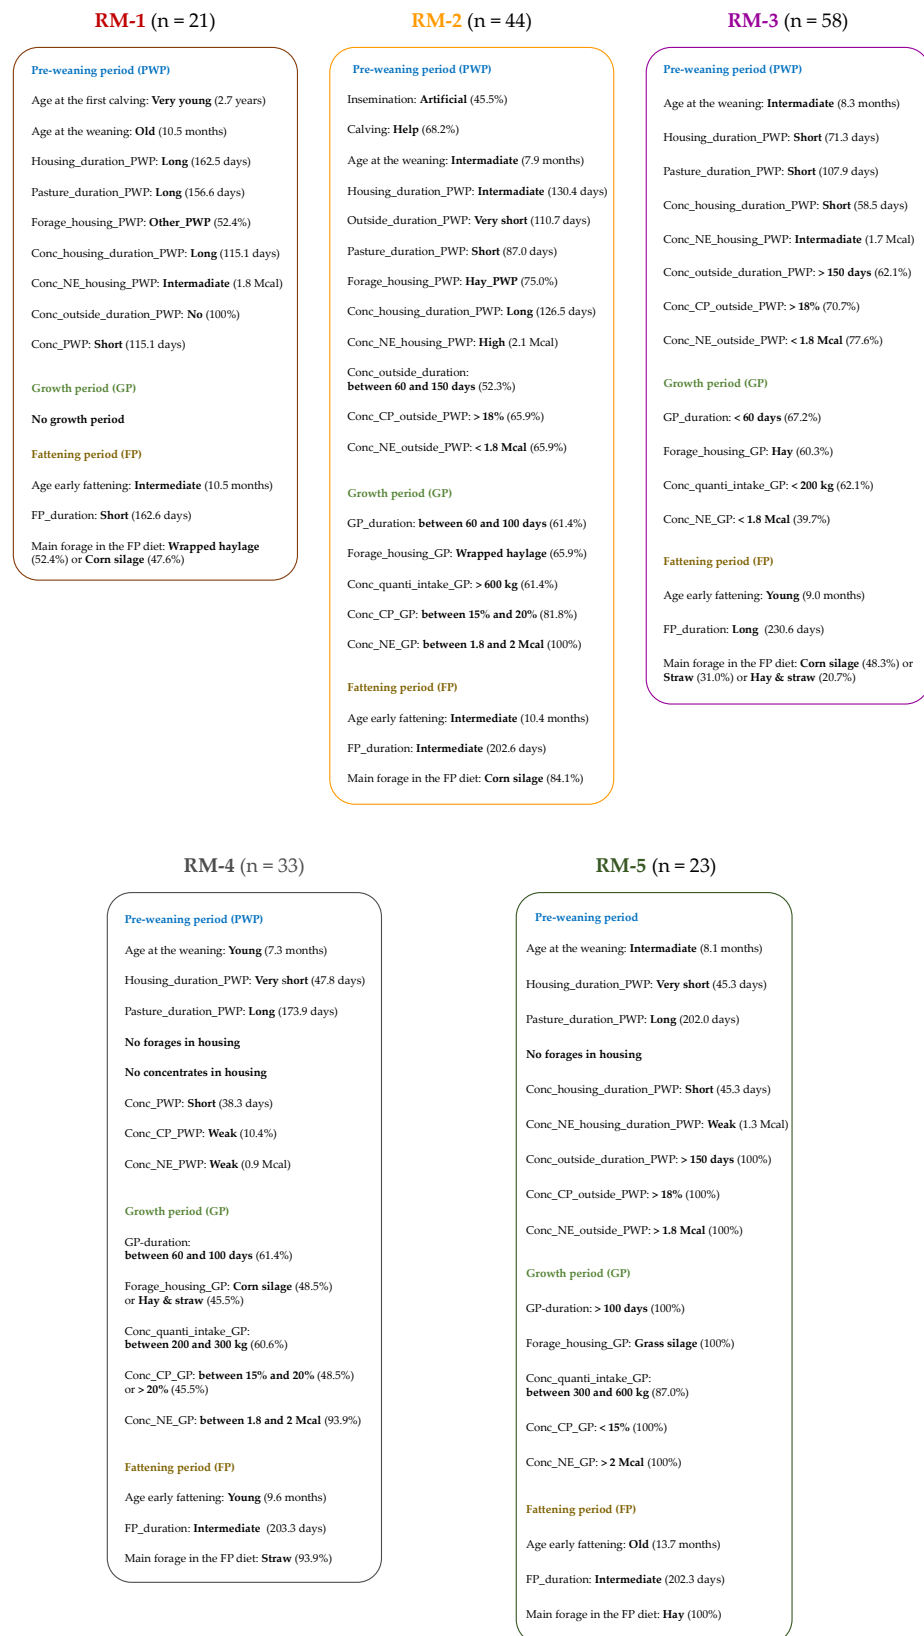 RM-1 (n = 21)
Pre-weaning period (PWP)
Age at the first calving: Very young (2.7 years)
Age at the weaning: Old (10.5 months)
Housing_duration_PWP: Long (162.5 days)
Pasture_duration_PWP: Long (156.6 days)
Forage_housing_PWP: Other_PWP (52.4%)
Conc_housing_duration_PWP: Long (115.1 days)
Conc_NE_housing_PWP: Intermadiate (1.8 Mcal)
Conc_outside_duration_PWP: No (100%)
Conc_PWP: Short (115.1 days)
Growth period (GP)
No growth period
Fattening period (FP)
Age early fattening: Intermediate (10.5 months)
FP_duration: Short (162.6 days)
Main forage in the FP diet: Wrapped haylage
(52.4%) or Corn silage (47.6%)
RM-2 (n = 44)
Pre-weaning period (PWP)
Insemination: Artificial (45.5%)
Calving: Help (68.2%)
Age at the weaning: Intermadiate (7.9 months)
Housing_duration_PWP: Intermadiate (130.4 days)
Outside_duration_PWP: Very short (110.7 days)
Pasture_duration_PWP: Short (87.0 days)
Forage_housing_PWP: Hay_PWP (75.0%)
Conc_housing_duration_PWP: Long (126.5 days)
Conc_NE_housing_PWP: High (2.1 Mcal)
Conc_outside_duration:
between 60 and 150 days (52.3%)
Conc_CP_outside_PWP: > 18% (65.9%)
Conc_NE_outside_PWP: < 1.8 Mcal (65.9%)
Growth period (GP)
GP_duration: between 60 and 100 days (61.4%)
Forage_housing_GP: Wrapped haylage (65.9%)
Conc_quanti_intake_GP: > 600 kg (61.4%)
Conc_CP_GP: between 15% and 20% (81.8%)
Conc_NE_GP: between 1.8 and 2 Mcal (100%)
Fattening period (FP)
Age early fattening: Intermediate (10.4 months)
FP_duration: Intermediate (202.6 days)
Main forage in the FP diet: Corn silage (84.1%)
RM-3 (n = 58)
Pre-weaning period (PWP)
Age at the weaning: Intermadiate (8.3 months)
Housing_duration_PWP: Short (71.3 days)
Pasture_duration_PWP: Short (107.9 days)
Conc_housing_duration_PWP: Short (58.5 days)
Conc_NE_housing_PWP: Intermadiate (1.7 Mcal)
Conc_outside_duration_PWP: > 150 days (62.1%)
Conc_CP_outside_PWP: > 18% (70.7%)
Conc_NE_outside_PWP: < 1.8 Mcal (77.6%)
Growth period (GP)
GP_duration: < 60 days (67.2%)
Forage_housing_GP: Hay (60.3%)
Conc_quanti_intake_GP: < 200 kg (62.1%)
Conc_NE_GP: < 1.8 Mcal (39.7%)
Fattening period (FP)
Age early fattening: Young (9.0 months)
FP_duration: Long (230.6 days)
Main forage in the FP diet: Corn silage (48.3%) or
Straw (31.0%) or Hay & straw (20.7%)
RM-4 (n = 33)
Pre-weaning period (PWP)
Age at the weaning: Young (7.3 months)
Housing_duration_PWP: Very short (47.8 days)
Pasture_duration_PWP: Long (173.9 days)
No forages in housing
No concentrates in housing
Conc_PWP: Short (38.3 days)
Conc_CP_PWP: Weak (10.4%)
Conc_NE_PWP: Weak (0.9 Mcal)
Growth period (GP)
GP-duration:
between 60 and 100 days (61.4%)
Forage_housing_GP: Corn silage (48.5%)
or Hay & straw (45.5%)
Conc_quanti_intake_GP:
between 200 and 300 kg (60.6%)
Conc_CP_GP: between 15% and 20% (48.5%)
or > 20% (45.5%)
Conc_NE_GP: between 1.8 and 2 Mcal (93.9%)
Fattening period (FP)
Age early fattening: Young (9.6 months)
FP_duration: Intermediate (203.3 days)
Main forage in the FP diet: Straw (93.9%)
RM-5 (n = 23)
Pre-weaning period
Age at the weaning: Intermadiate (8.1 months)
Housing_duration_PWP: Very short (45.3 days)
Pasture_duration_PWP: Long (202.0 days)
No forages in housing
Conc_housing_duration_PWP: Short (45.3 days)
Conc_NE_housing_duration_PWP: Weak (1.3 Mcal)
Conc_outside_duration_PWP: > 150 days (100%)
Conc_CP_outside_PWP: > 18% (100%)
Conc_NE_outside_PWP: > 1.8 Mcal (100%)
Growth period (GP)
GP-duration: > 100 days (100%)
Forage_housing_GP: Grass silage (100%)
Conc_quanti_intake_GP:
between 300 and 600 kg (87.0%)
Conc_CP_GP: < 15% (100%)
Conc_NE_GP: > 2 Mcal (100%)
Fattening period (FP)
Age early fattening: Old (13.7 months)
FP_duration: Intermediate (202.3 days)
Main forage in the FP diet: Hay (100%)